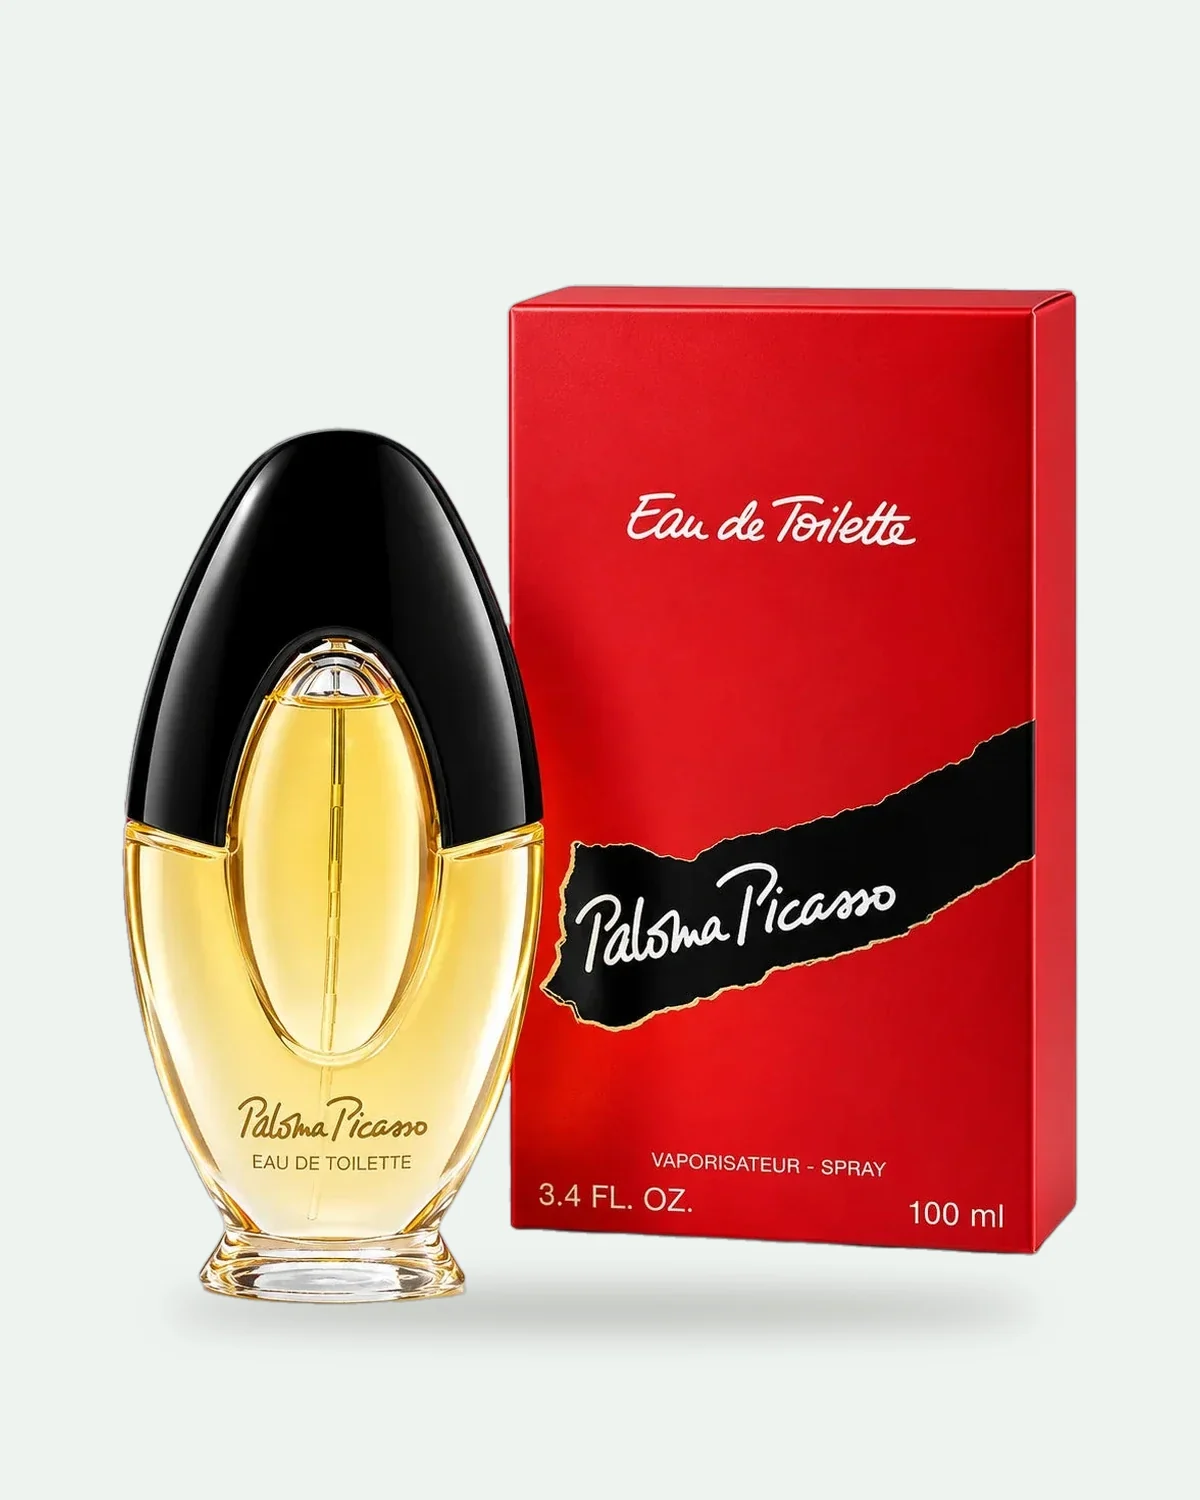 Eau de Toilette
Paloma Picasso
VAPORISATEUR - SPRAY
3.4 FL. OZ.
100 ml
Paloma Picasso
EAU DE TOILETTE